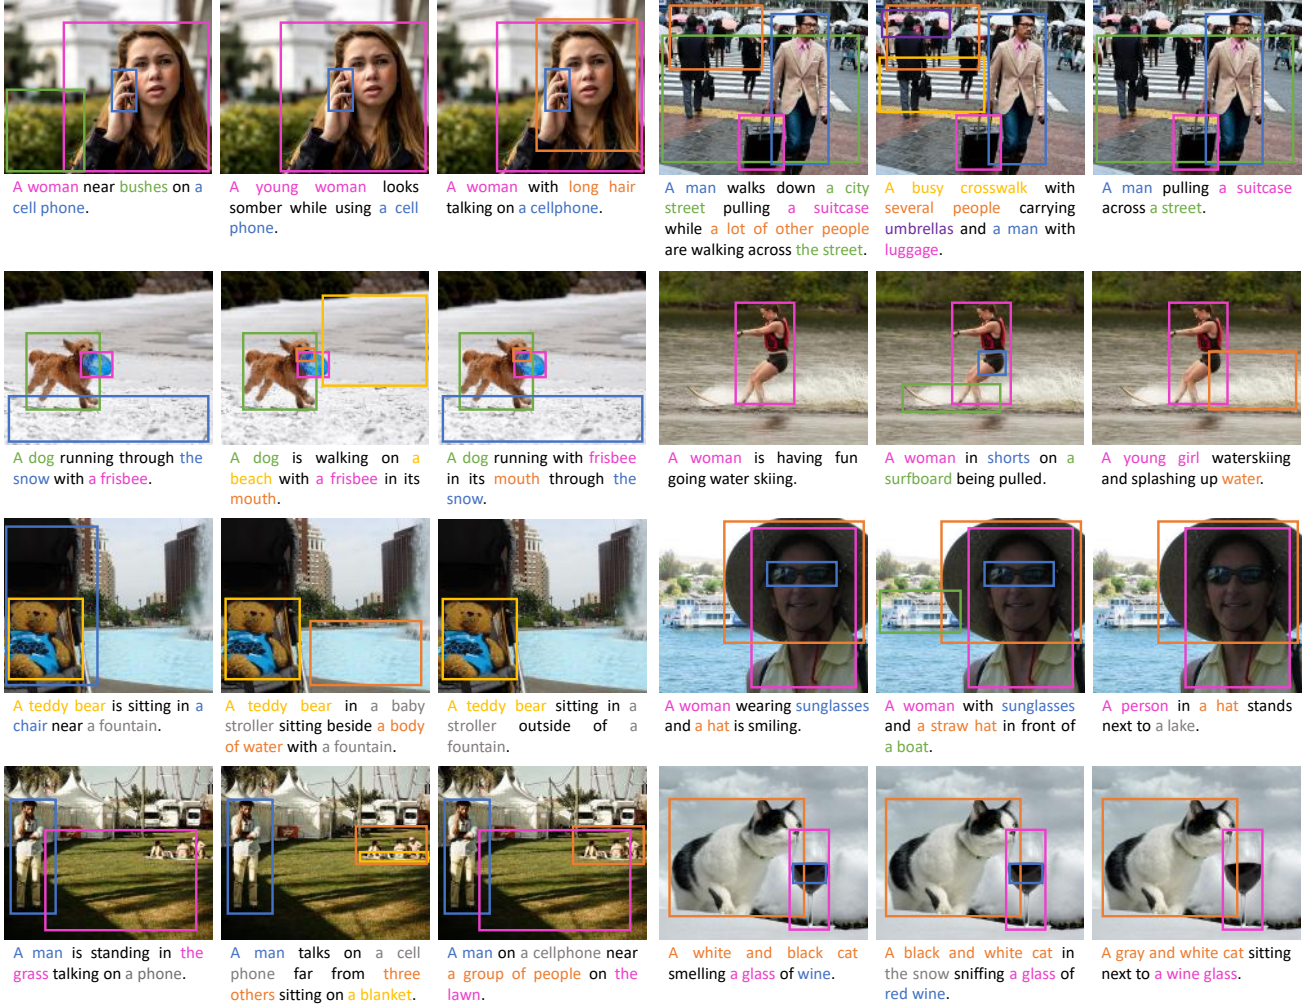 A woman near bushes on a
cell phone.
A young woman looks
somber while using a cell
phone.
A woman with long hair
talking on a cellphone.
A man walks down a city
street pulling a suitcase
while a lot of other people
are walking across the street.
A busy crosswalk with
several people carrying
umbrellas and a man with
luggage.
A man pulling a suitcase
across a street.
A dog running through the
snow with a frisbee.
A dog is walking on a
beach with a frisbee in its
mouth.
A dog running with frisbee
in its mouth through the
snow.
A woman is having fun
going water skiing.
A woman in shorts on a
surfboard being pulled.
A young girl waterskiing
and splashing up water.
A teddy bear is sitting in a
chair near a fountain.
A teddy bear in a baby
stroller sitting beside a body
of water with a fountain.
A teddy bear sitting in a
stroller outside of a
fountain.
A woman wearing sunglasses
and a hat is smiling.
A woman with sunglasses
and a straw hat in front of
a boat.
A person in a hat stands
next to a lake.
A man is standing in the
grass talking on a phone.
A man talks on a cell
phone far from three
others sitting on a blanket.
A man on a cellphone near
a group of people on the
lawn.
A white and black cat
smelling a glass of wine.
A black and white cat in
the snow sniffing a glass of
red wine.
A gray and white cat sitting
next to a wine glass.